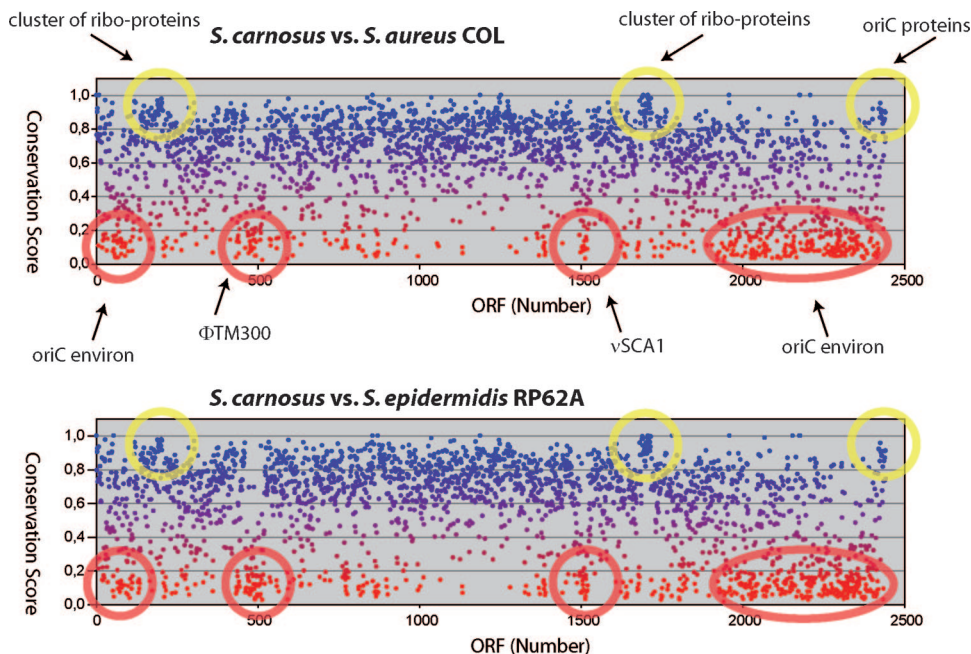 cluster of ribo-proteins
cluster of ribo-proteins
oriC proteins
S. carnosus vs. S. aureus COL
Conservation Score
1,0
0,8
0,6
0,4
0,2
0,0
0
500
1000
1500
2000
2500
ORF (Number)
oriC environ
ΦTM300
νSCA1
oriC environ
S. carnosus vs. S. epidermidis RP62A
Conservation Score
1,0
0,8
0,6
0,4
0,2
0,0
0
500
1000
1500
2000
2500
ORF (Number)